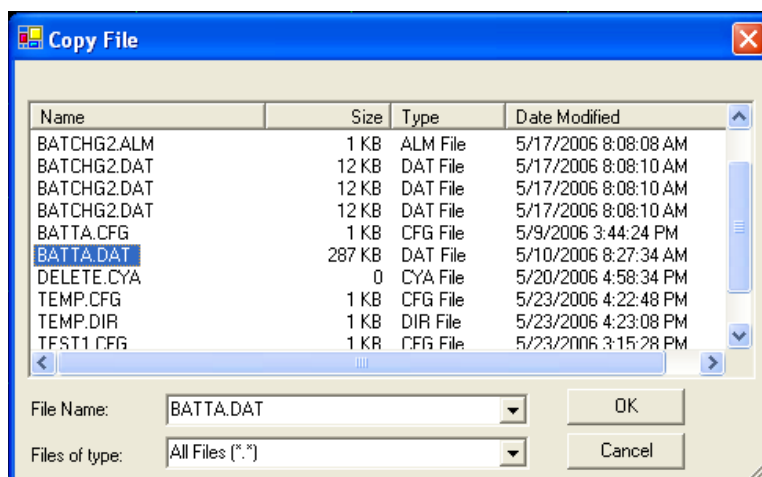 Copy File
Name Size Type Date Modified
BATCHG2.ALM 1 KB ALM File 5/17/2006 8:08:08 AM
BATCHG2.DAT 12 KB DAT File 5/17/2006 8:08:10 AM
BATCHG2.DAT 12 KB DAT File 5/17/2006 8:08:10 AM
BATCHG2.DAT 12 KB DAT File 5/17/2006 8:08:10 AM
BATTA.CFG 1 KB CFG File 5/9/2006 3:44:24 PM
BATTA.DAT 287 KB DAT File 5/10/2006 8:27:34 AM
DELETE.CYA 0 CYA File 5/20/2006 4:58:34 PM
TEMP.CFG 1 KB CFG File 5/23/2006 4:22:48 PM
TEMP.DIR 1 KB DIR File 5/23/2006 4:23:08 PM
TEST1.CFG 1 KB CFG File 5/23/2006 3:15:28 PM
File Name: BATTA.DAT OK
Files of type: All Files (*.*) Cancel